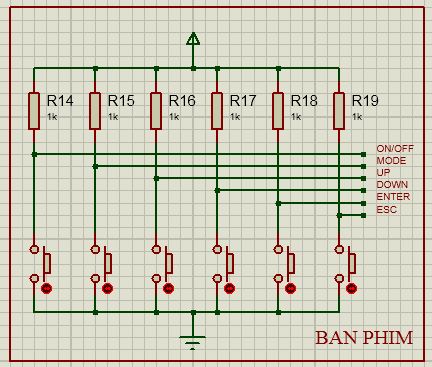 R14 R15 R16 R17 R18 R19
1k 1k 1k 1k 1k 1k
ON/OFF
MODE
UP
DOWN
ENTER
ESC
BAN PHIM